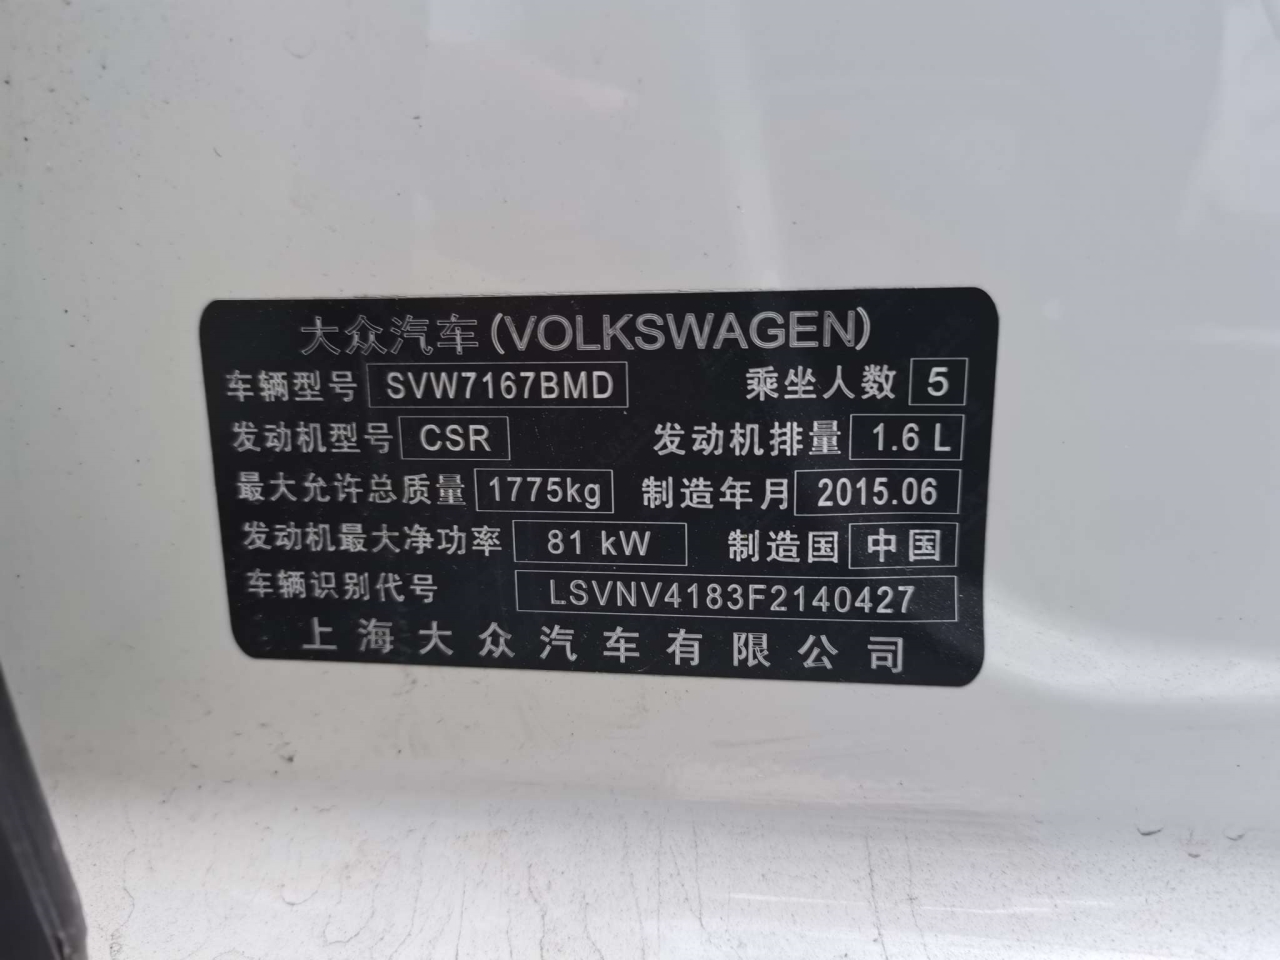 大众汽车(VOLKSWAGEN)
车辆型号 SVW7167BMD 乘坐人数 5
发动机型号 CSR 发动机排量 1.6 L
最大允许总质量 1775kg 制造年月 2015.06
发动机最大净功率 81 kW 制造国 中国
车辆识别代号 LSVNV4183F2140427
上海大众汽车有限公司